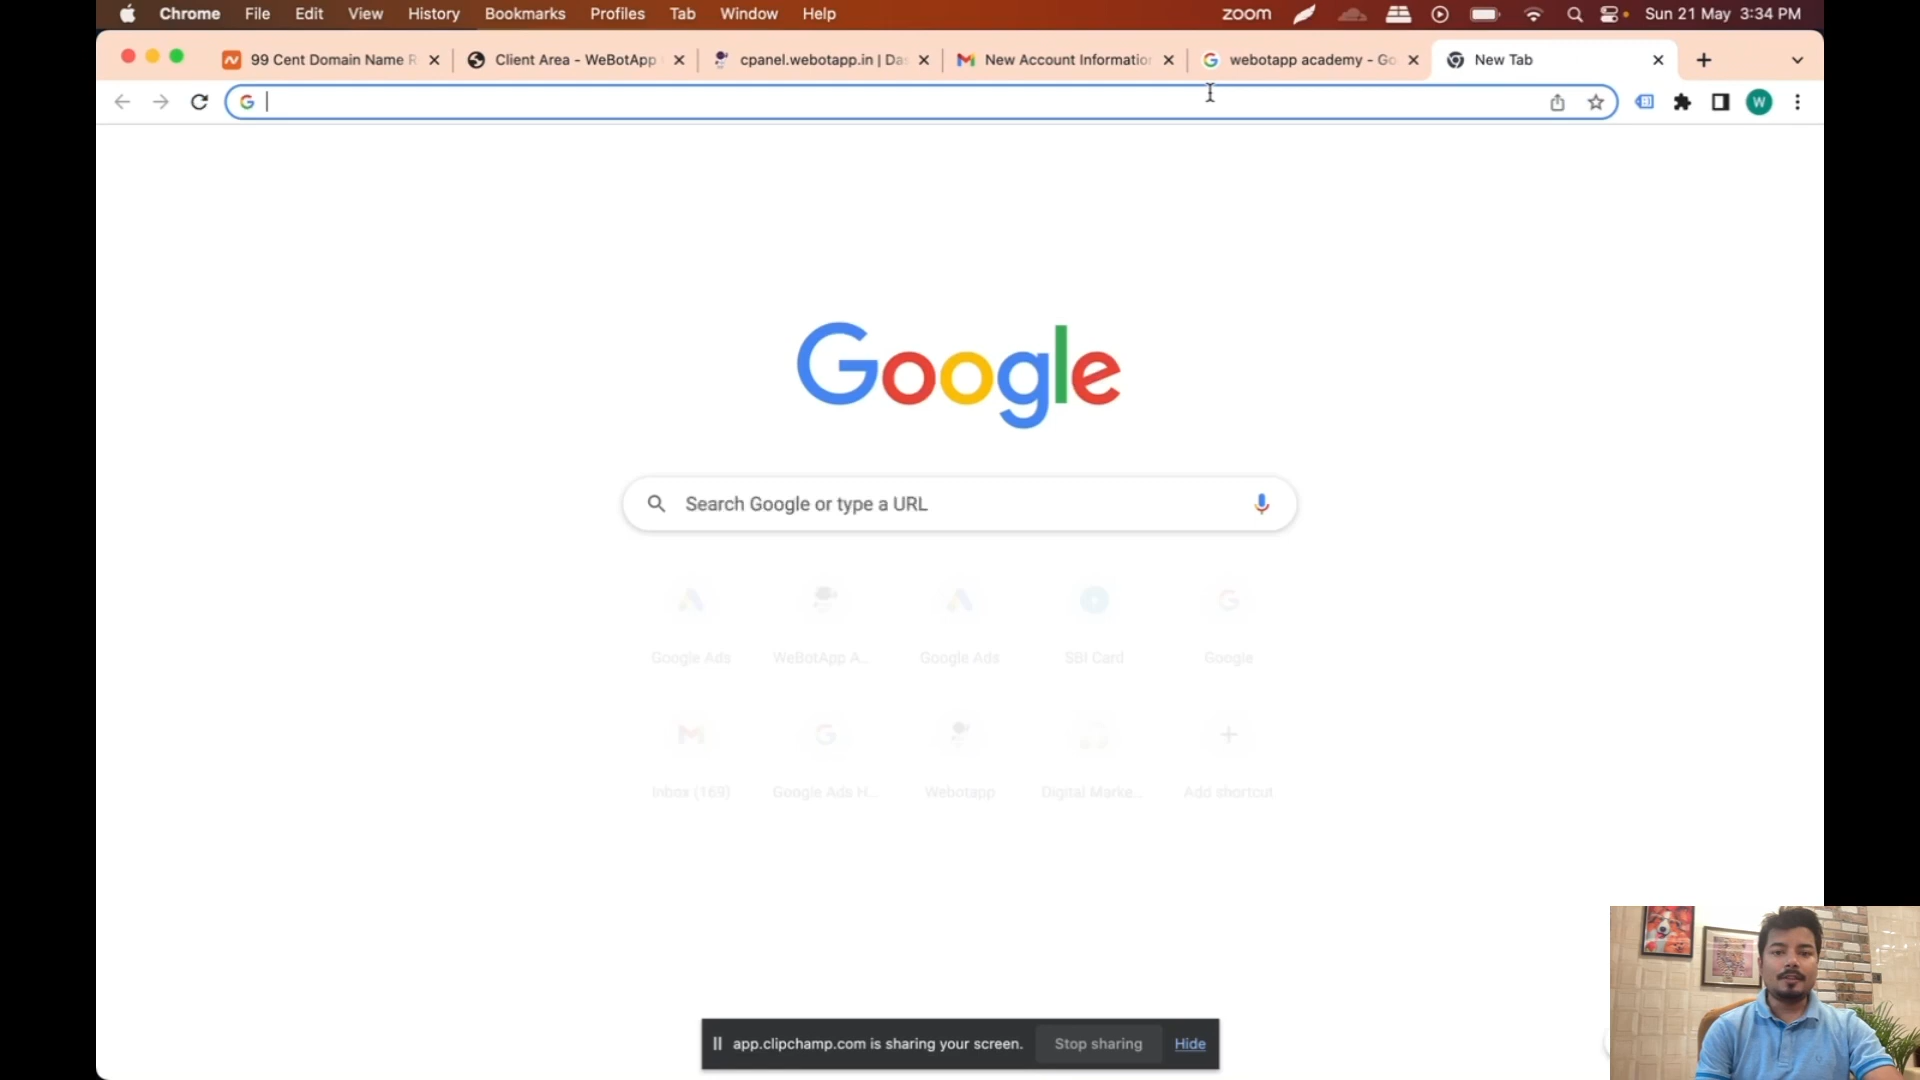 Chrome File Edit View History Bookmarks Profiles Tab Window Help zoom Sun 21 May 3:34 PM
99 Cent Domain Name R Client Area - WeBotApp cpanel.webotapp.in | Da New Account Information webotapp academy - Go New Tab
W
Google
Search Google or type a URL
Google Ads WeBotApp A... Google Ads SBI Card Google
Inbox (169) Google Ads H... Webotapp Digital Marke... Add shortcut
app.clipchamp.com is sharing your screen. Stop sharing Hide